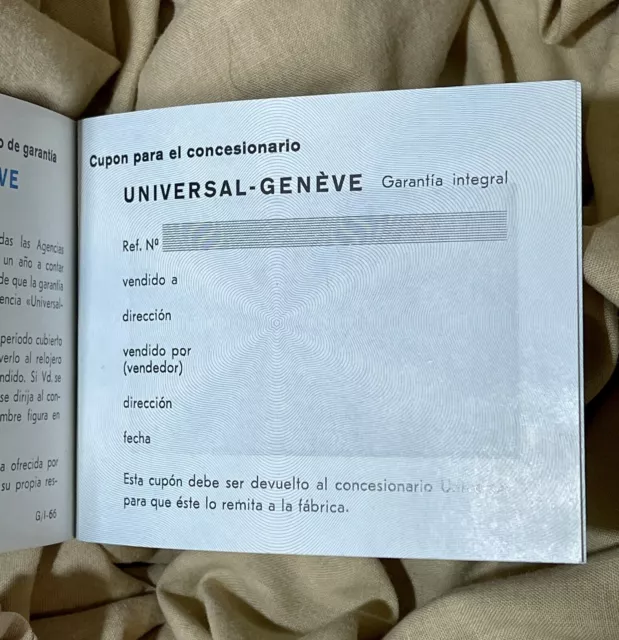 o de garantía
VE
das las Agencias
un año a contar
de que la garantía
encia «Universal-
período cubierto
verlo al relojero
ndido. Si Vd. se
se dirija al con-
mbre figura en
a ofrecida por
su propia res-
G/I-66
Cupon para el concesionario
UNIVERSAL-GENÈVE Garantía integral
Ref. Nº
vendido a
dirección
vendido por
(vendedor)
dirección
fecha
Esta cupón debe ser devuelto al concesionario
para que éste lo remita a la fábrica.